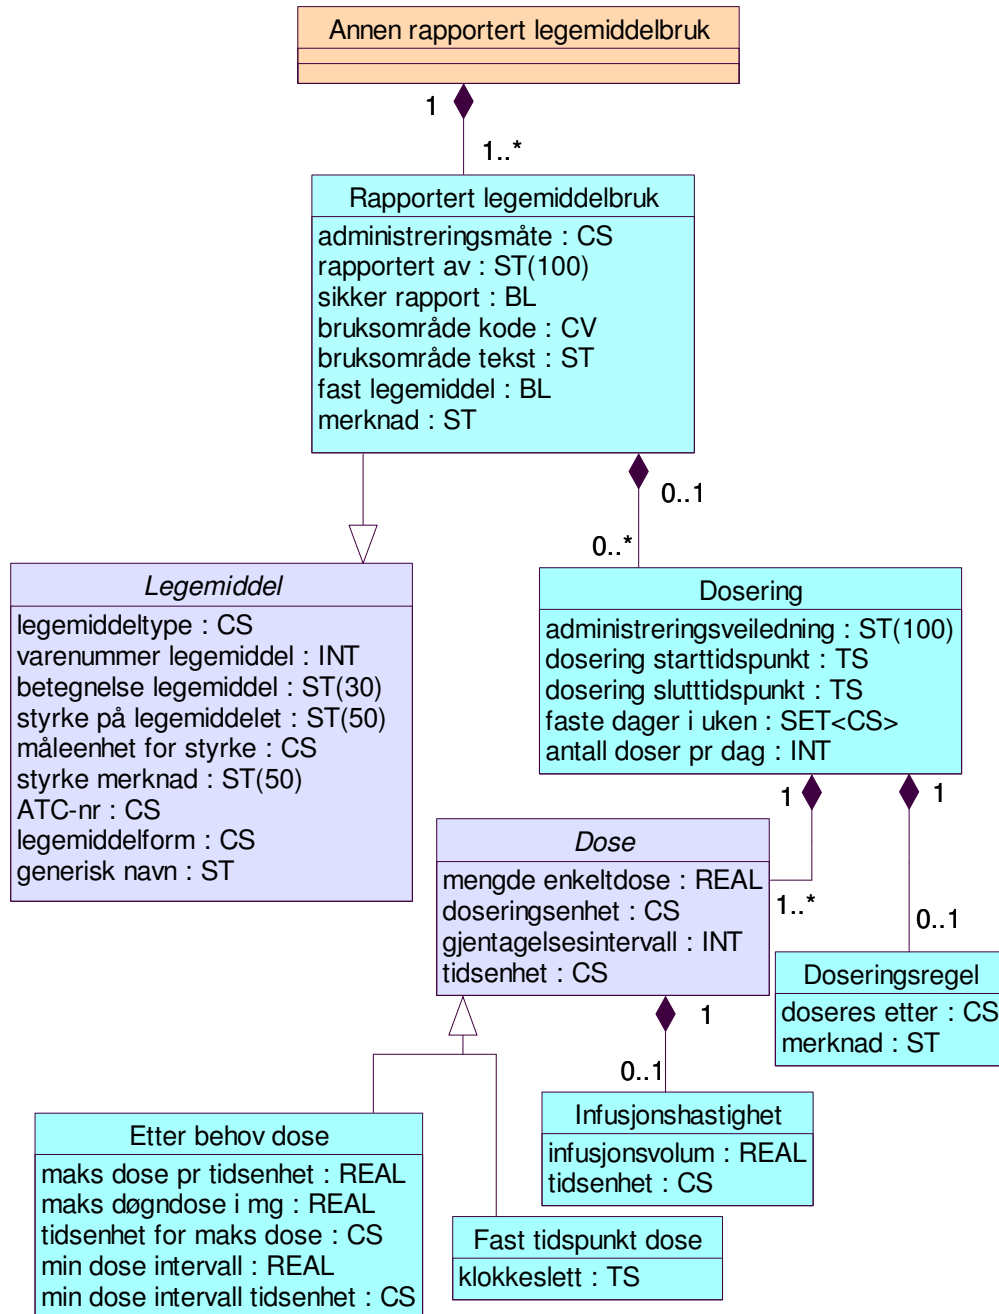 Annen rapportert legemiddelbruk
1
1..*
Rapportert legemiddelbruk
administreringsmåte : CS
rapportert av : ST(100)
sikker rapport : BL
bruksområde kode : CV
bruksområde tekst : ST
fast legemiddel : BL
merknad : ST
0..1
0..*
Legemiddel
legemiddeltype : CS
varenummer legemiddel : INT
betegnelse legemiddel : ST(30)
styrke på legemiddelet : ST(50)
måleenhet for styrke : CS
styrke merknad : ST(50)
ATC-nr : CS
legemiddelform : CS
generisk navn : ST
Dosering
administreringsveiledning : ST(100)
dosering starttidspunkt : TS
dosering slutttidspunkt : TS
faste dager i uken : SET<CS>
antall doser pr dag : INT
1
1
Dose
mengde enkeltdose : REAL
doseringsenhet : CS
gjentagelsesintervall : INT
tidsenhet : CS
1..*
0..1
Doseringsregel
doseres etter : CS
merknad : ST
1
0..1
Infusjonshastighet
infusjonsvolum : REAL
tidsenhet : CS
Etter behov dose
maks dose pr tidsenhet : REAL
maks døgndose i mg : REAL
tidsenhet for maks dose : CS
min dose intervall : REAL
min dose intervall tidsenhet : CS
Fast tidspunkt dose
klokkeslett : TS